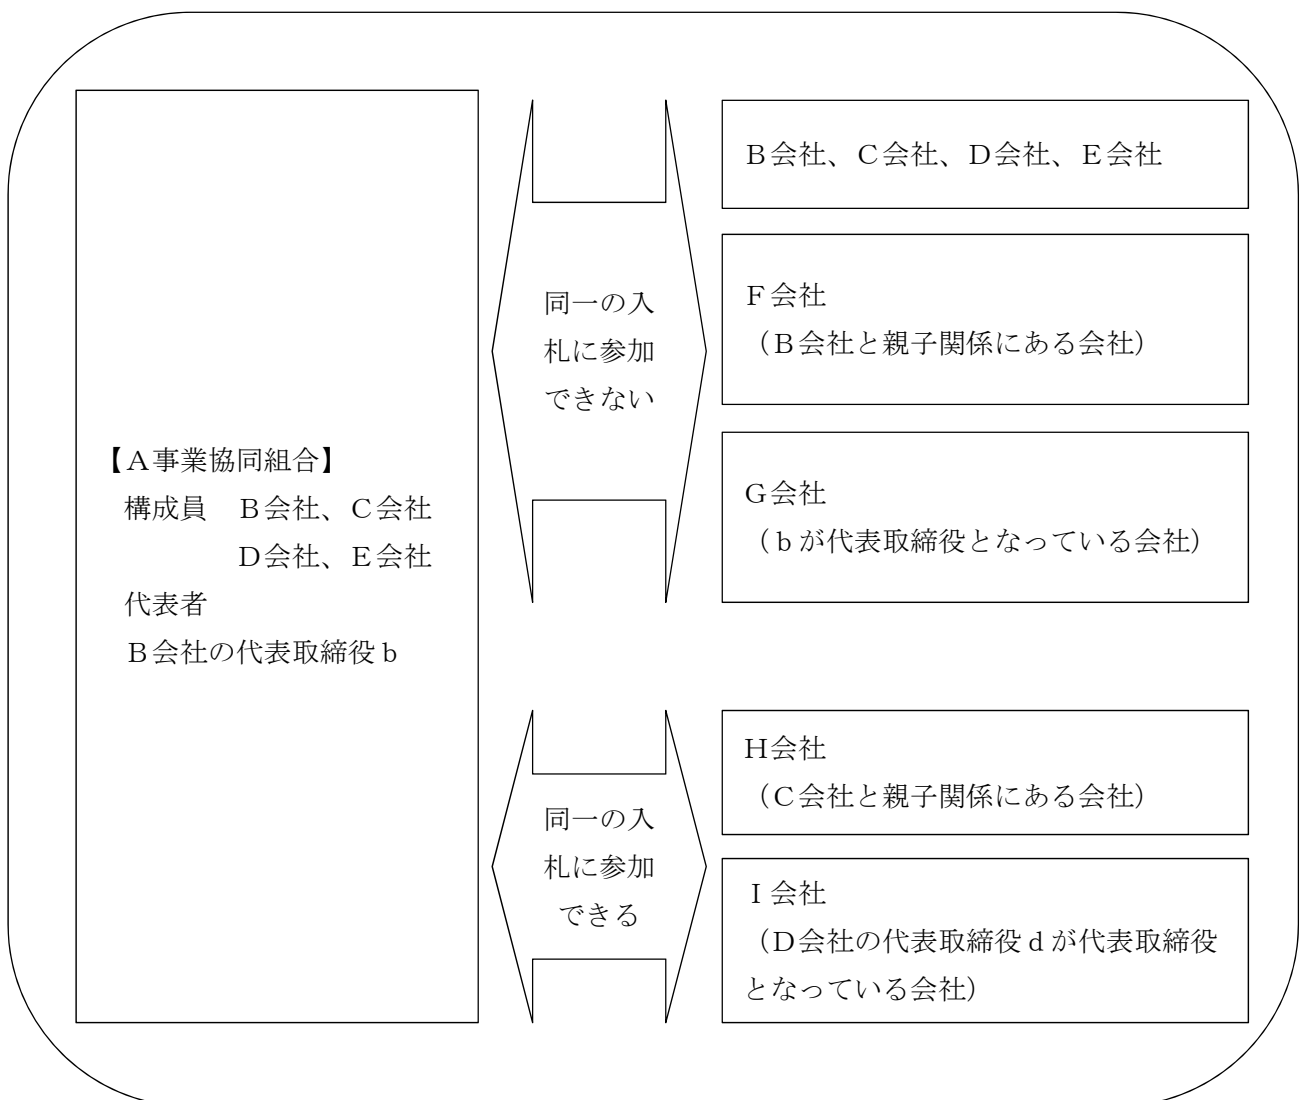 【A事業協同組合】
構成員　B会社、C会社
D会社、E会社
代表者
B会社の代表取締役b
同一の入
札に参加
できない
B会社、C会社、D会社、E会社
F会社
（B会社と親子関係にある会社）
G会社
（bが代表取締役となっている会社）
同一の入
札に参加
できる
H会社
（C会社と親子関係にある会社）
I会社
（D会社の代表取締役dが代表取締役
となっている会社）